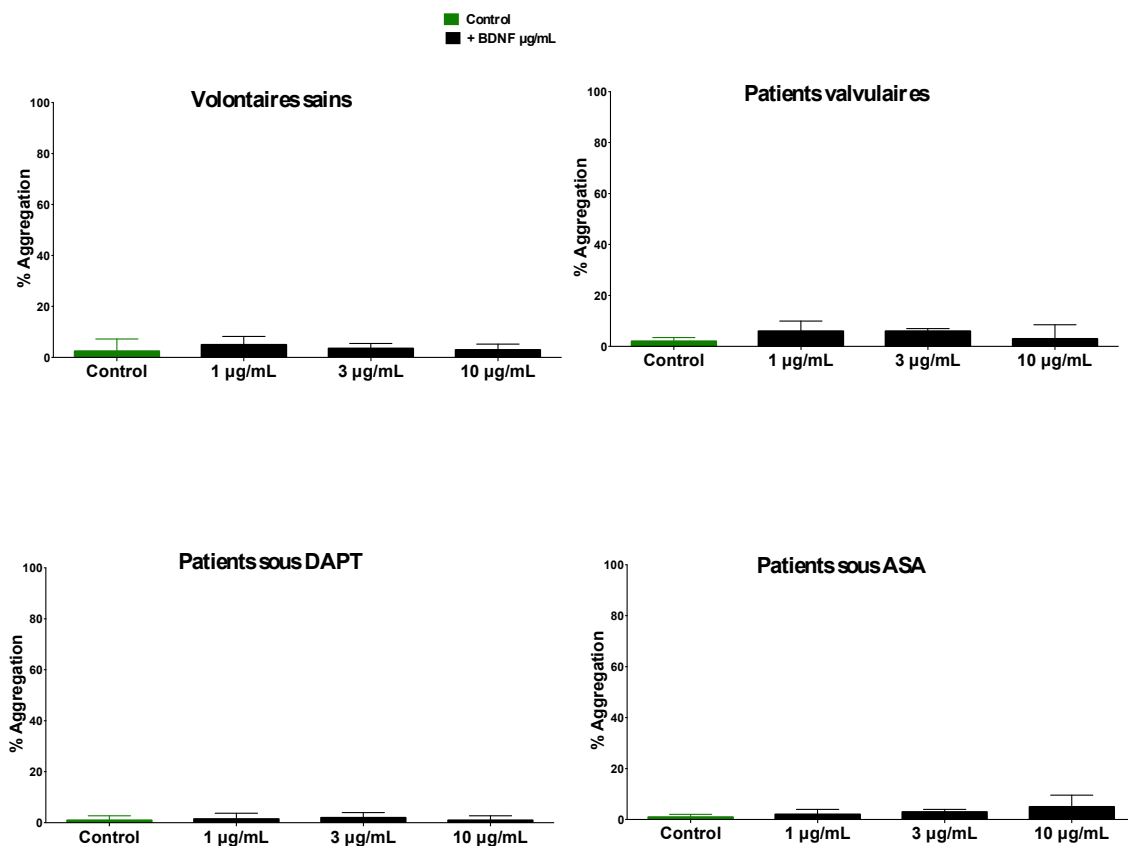 Control
+ BDNF µg/mL
Volontaires sains
% Aggregation
100
80
60
40
20
0
Control
1 µg/mL
3 µg/mL
10 µg/mL
Patients valvulaires
% Aggregation
100
80
60
40
20
0
Control
1 µg/mL
3 µg/mL
10 µg/mL
Patients sous DAPT
% Aggregation
100
80
60
40
20
0
Control
1 µg/mL
3 µg/mL
10 µg/mL
Patients sous ASA
% Aggregation
100
80
60
40
20
0
Control
1 µg/mL
3 µg/mL
10 µg/mL